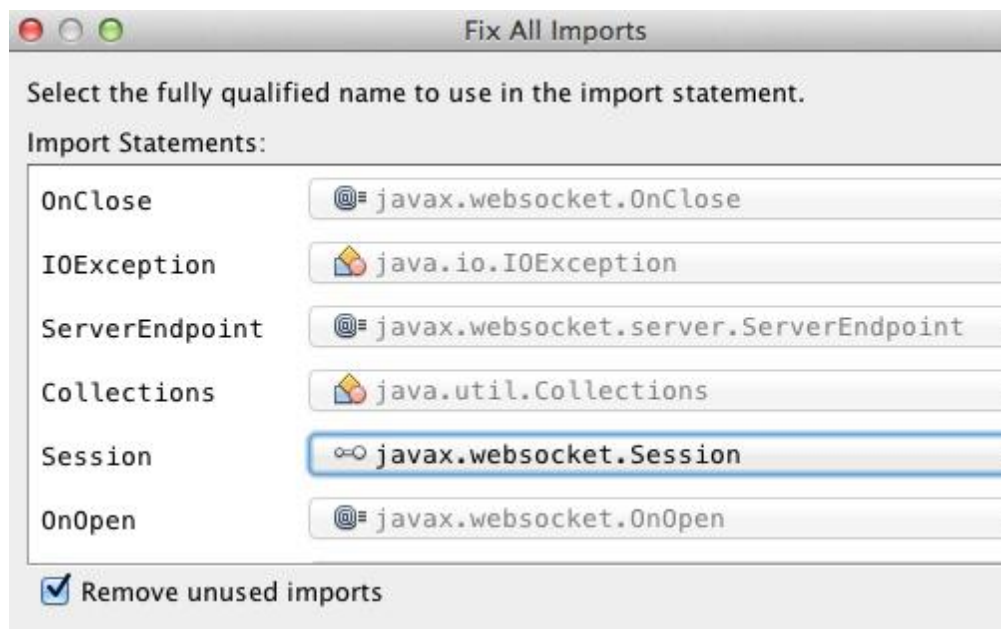 Fix All Imports
Select the fully qualified name to use in the import statement.
Import Statements:
OnClose javax.websocket.OnClose
IOException java.io.IOException
ServerEndpoint javax.websocket.server.ServerEndpoint
Collections java.util.Collections
Session javax.websocket.Session
OnOpen javax.websocket.OnOpen
Remove unused imports